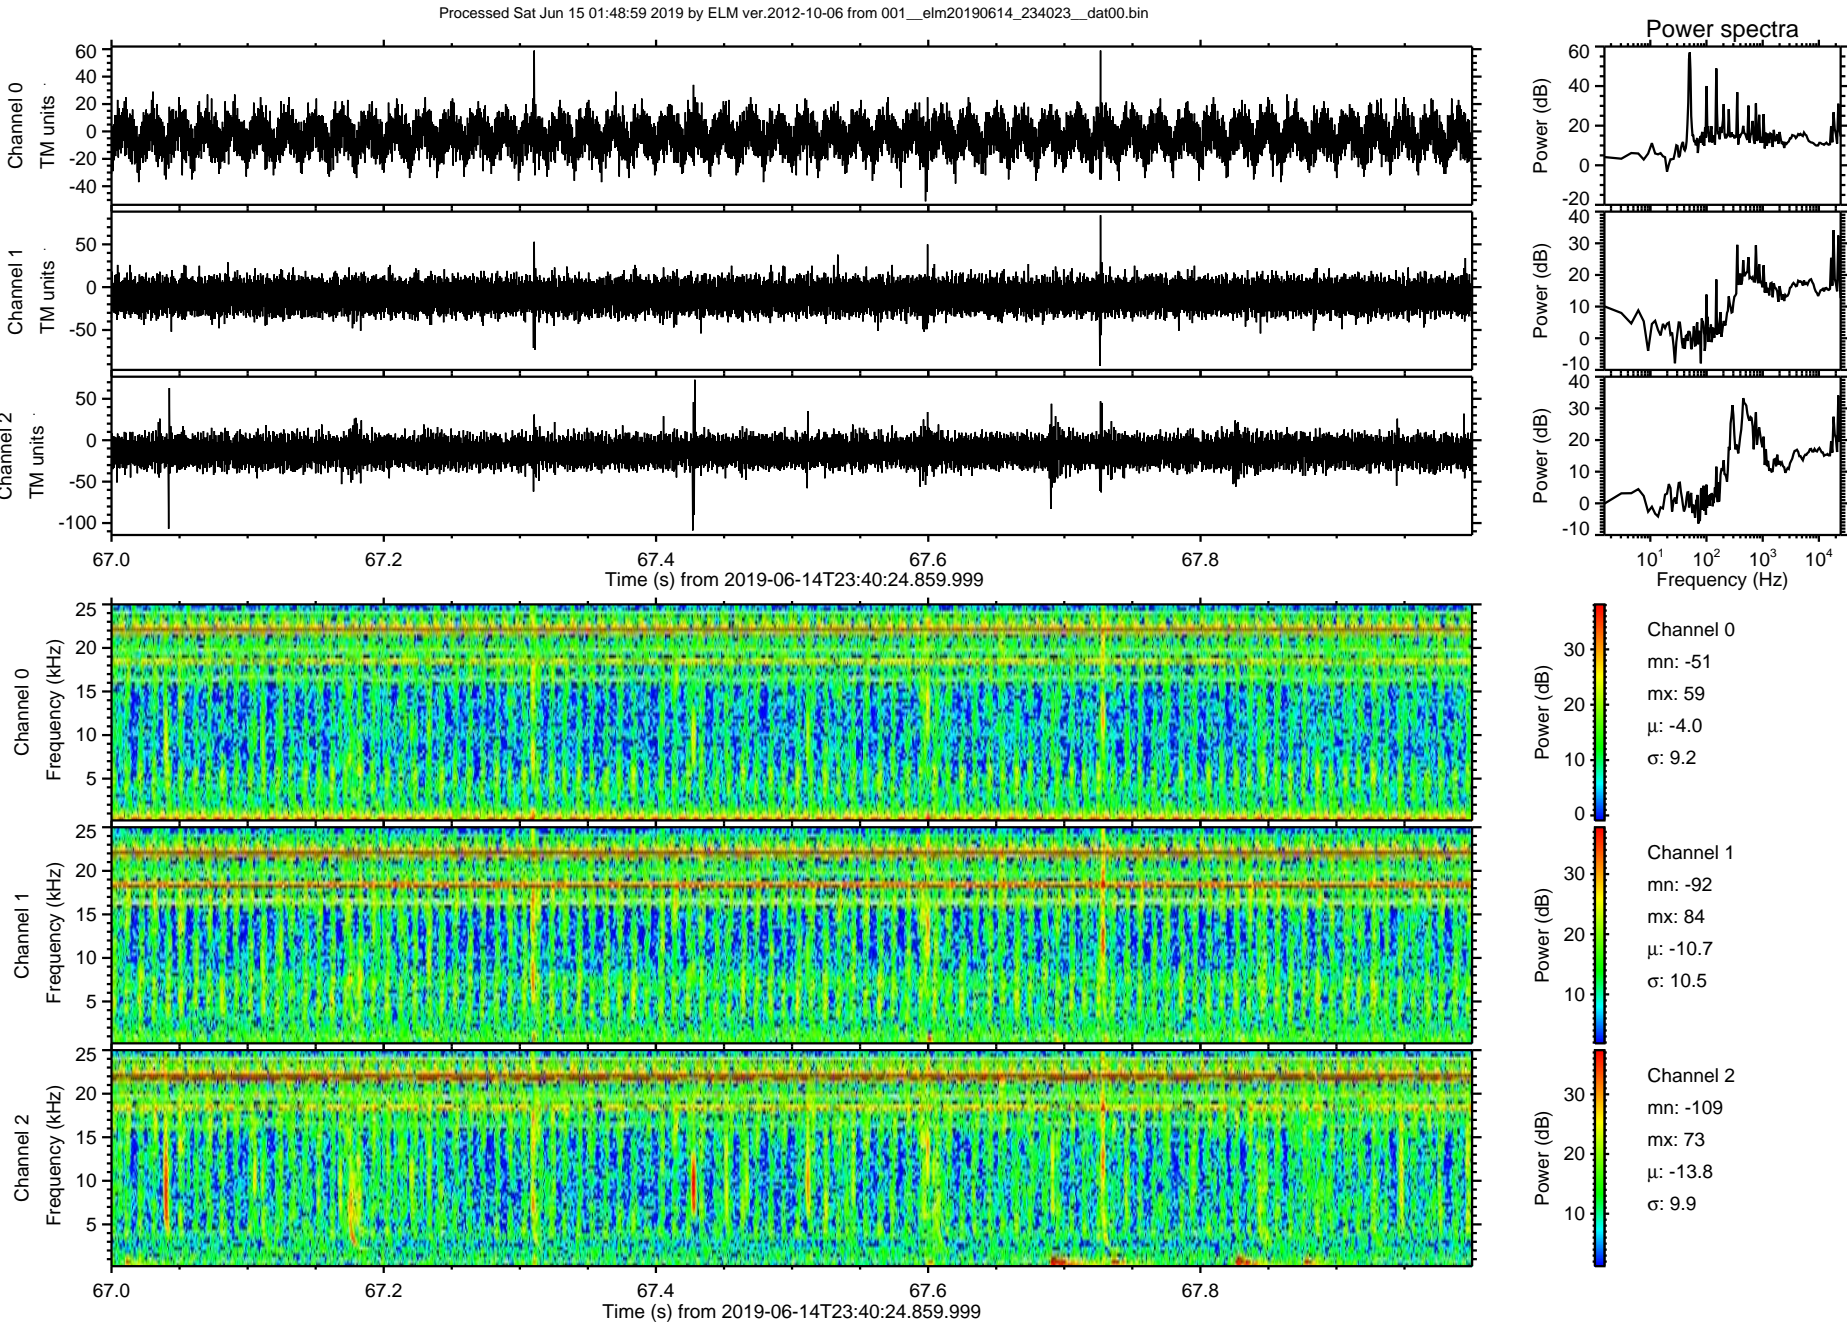 Processed Sat Jun 15 01:48:59 2019 by ELM ver.2012-10-06 from 001__elm20190614_234023__dat00.bin
Power spectra
Channel 0
TM units
60
40
20
0
-20
-40
Power (dB)
60
40
20
0
-20
Channel 1
TM units
50
0
-50
Power (dB)
40
30
20
10
0
-10
Channel 2
TM units
50
0
-50
-100
Power (dB)
40
30
20
10
0
-10
67.0 67.2 67.4 67.6 67.8
Time (s) from 2019-06-14T23:40:24.859.999
10¹ 10² 10³ 10⁴
Frequency (Hz)
Channel 0
Frequency (kHz)
25
20
15
10
5
Power (dB)
30
20
10
0
Channel 0
mn: -51
mx: 59
μ: -4.0
σ: 9.2
Channel 1
Frequency (kHz)
25
20
15
10
5
Power (dB)
30
20
10
Channel 1
mn: -92
mx: 84
μ: -10.7
σ: 10.5
Channel 2
Frequency (kHz)
25
20
15
10
5
Power (dB)
30
20
10
Channel 2
mn: -109
mx: 73
μ: -13.8
σ: 9.9
67.0 67.2 67.4 67.6 67.8
Time (s) from 2019-06-14T23:40:24.859.999